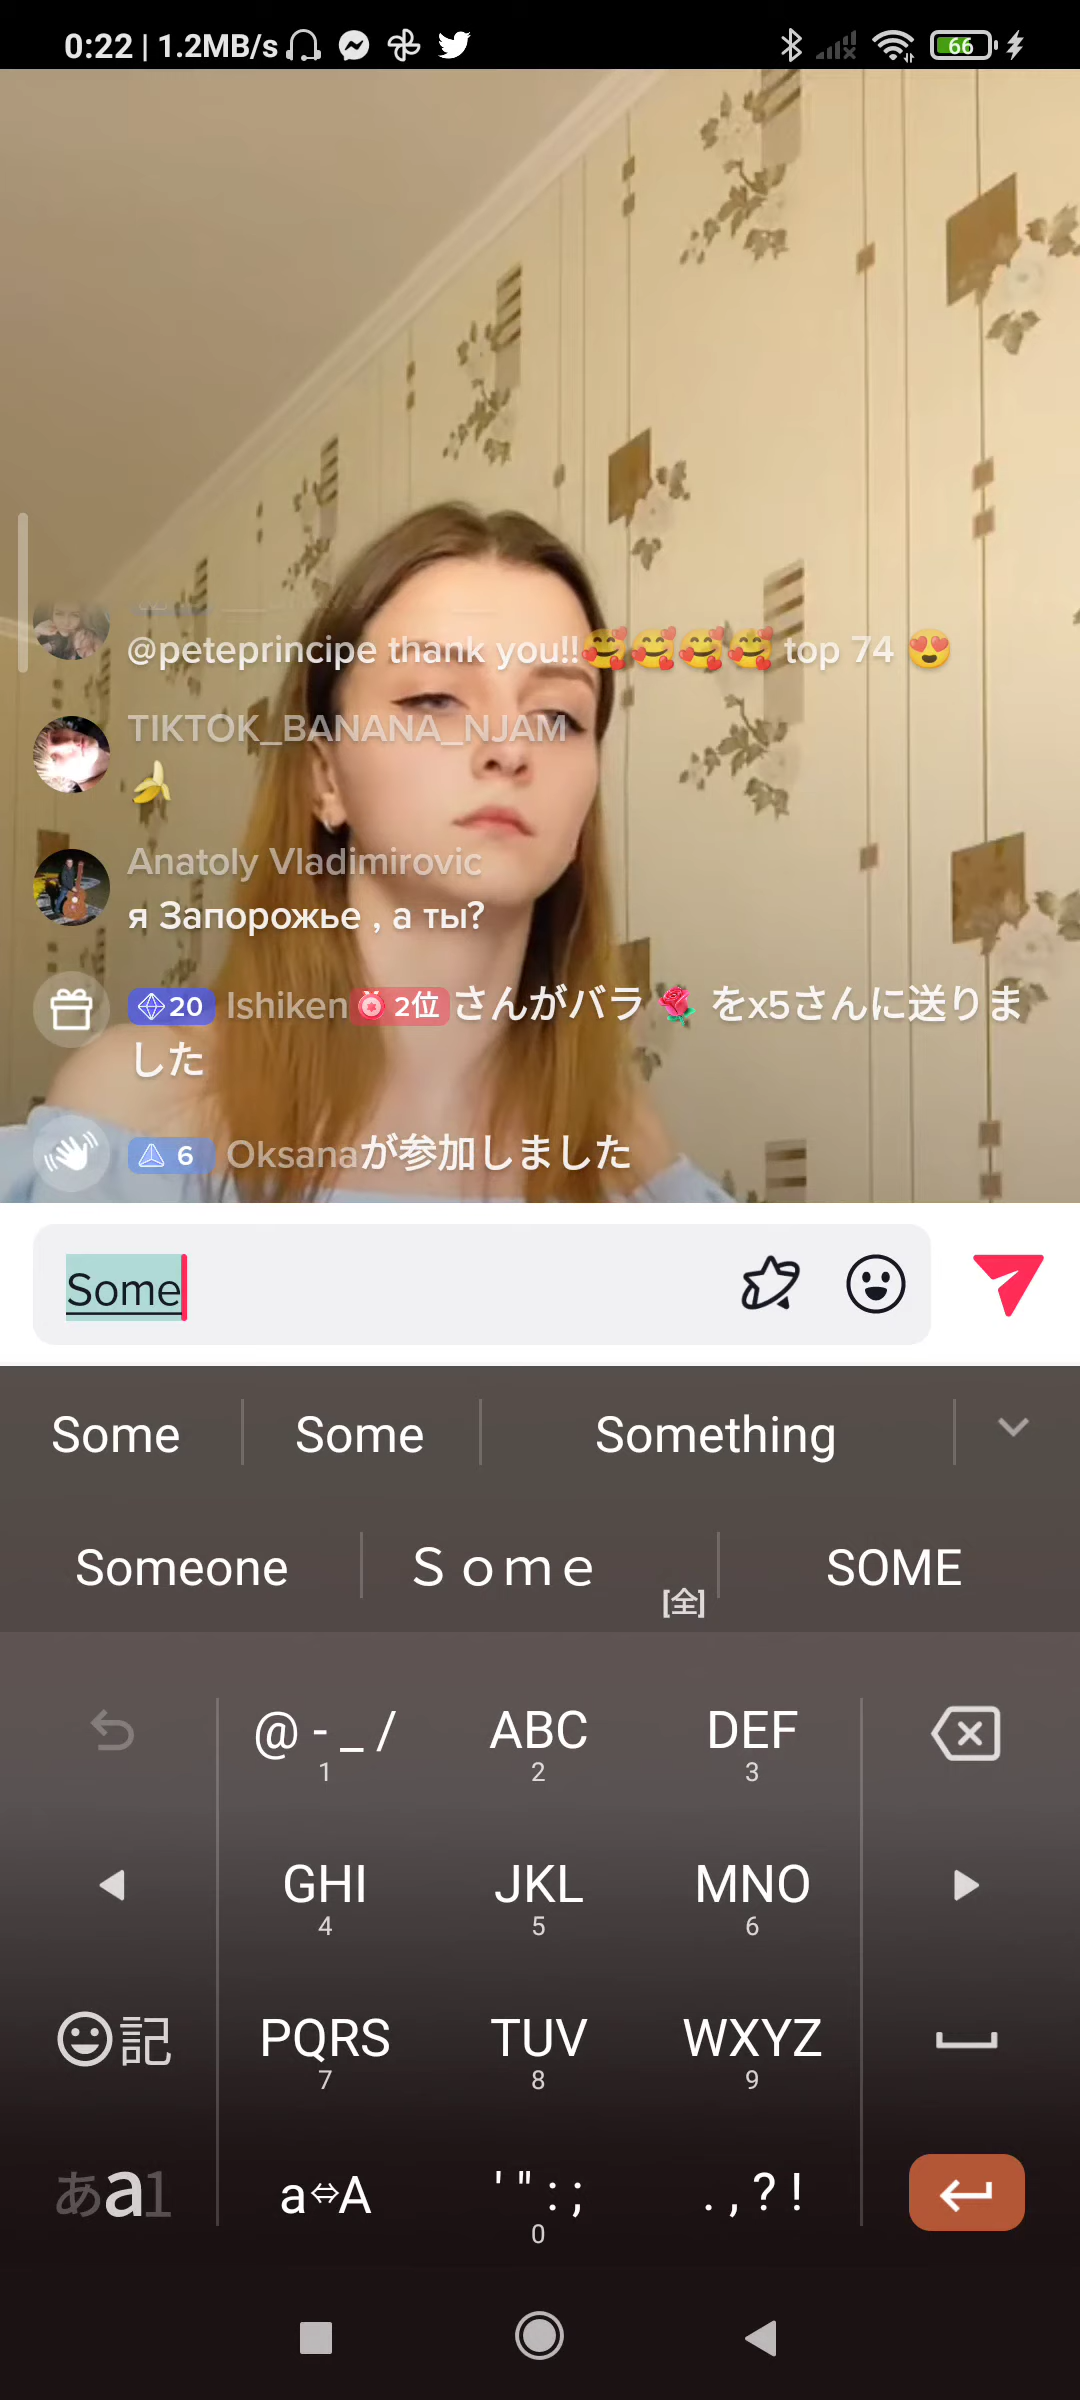 0:22 | 1.2MB/s 66
@peteprincipe thank you!!🥰🥰🥰🥰 top 74 😍
TIKTOK_BANANA_NJAM
🍌
Anatoly Vladimirovic
я Запорожье , а ты?
20 Ishiken 2位さんがバラ🌹 をx5さんに送りま
した
6 Oksanaが参加しました
Some
Some Some Something
Someone Ｓｏｍｅ [全] SOME
@-_/ ABC DEF
1 2 3
GHI JKL MNO
4 5 6
記 PQRS TUV WXYZ
7 8 9
あa1 a⇔A '":; .,?!
0